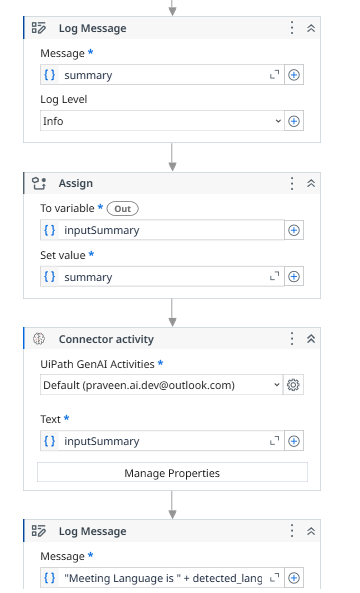 Log Message
Message *
{ } summary
Log Level
Info
Assign
To variable * Out
{ } inputSummary
Set value *
{ } summary
Connector activity
UiPath GenAI Activities *
Default (praveen.ai.dev@outlook.com)
Text *
{ } inputSummary
Manage Properties
Log Message
Message *
{ } "Meeting Language is " + detected_lang